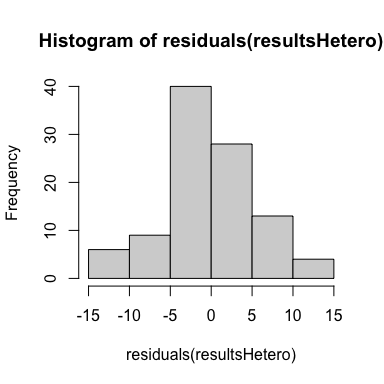 Histogram of residuals(resultsHetero)
Frequency
40
30
20
10
0
-15 -10 -5 0 5 10 15
residuals(resultsHetero)